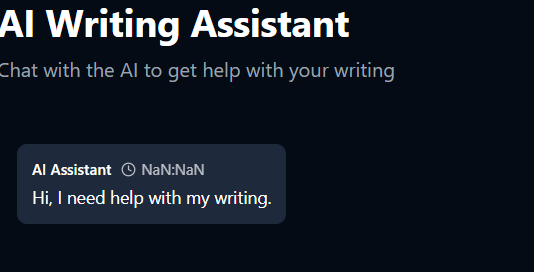 AI Writing Assistant
Chat with the AI to get help with your writing
AI Assistant NaN:NaN
Hi, I need help with my writing.